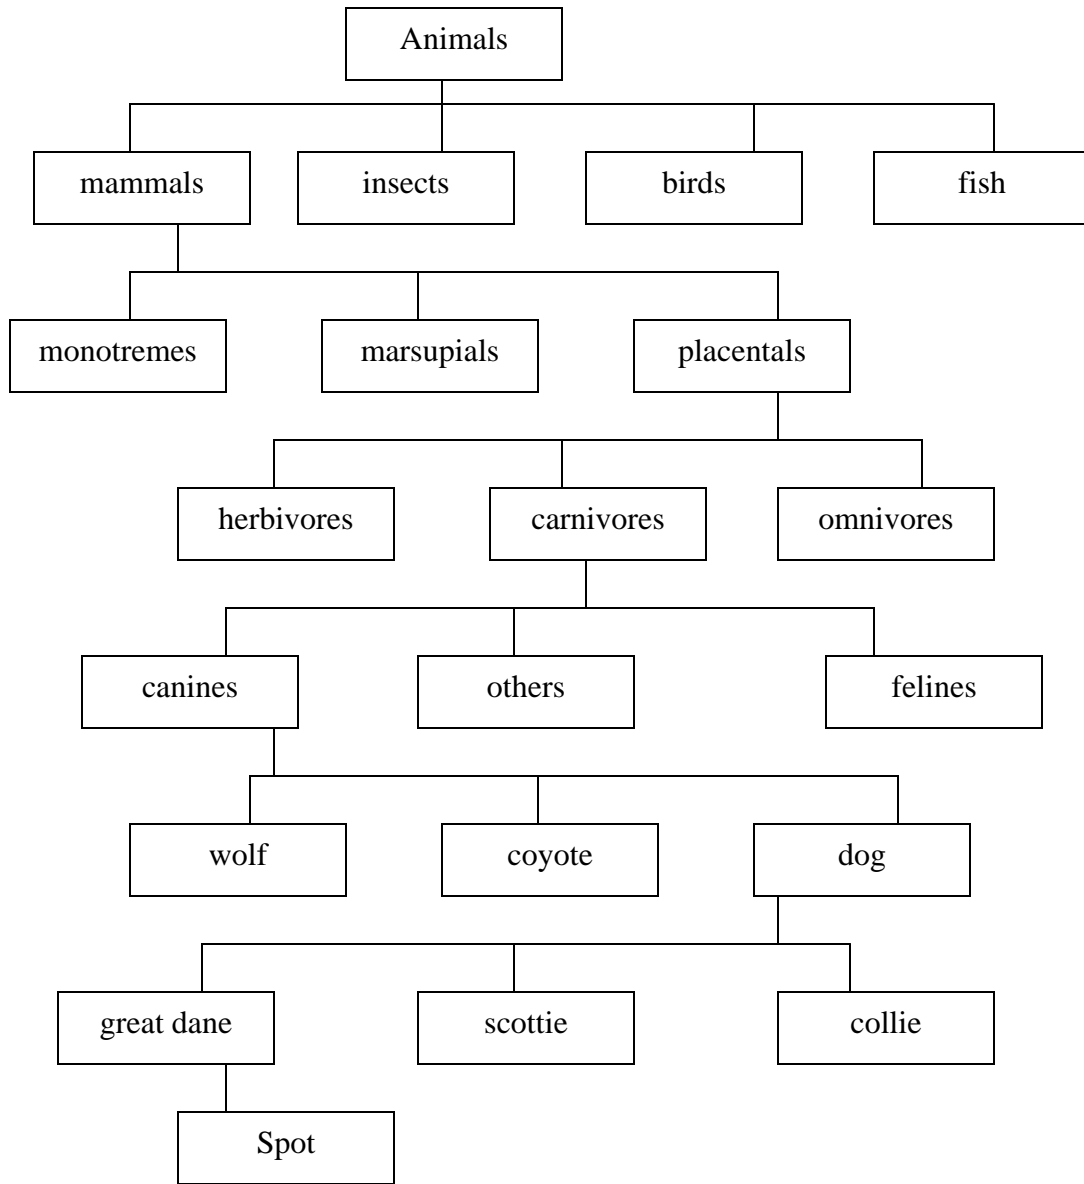 Animals
mammals
insects
birds
fish
monotremes
marsupials
placentals
herbivores
carnivores
omnivores
canines
others
felines
wolf
coyote
dog
great dane
scottie
collie
Spot